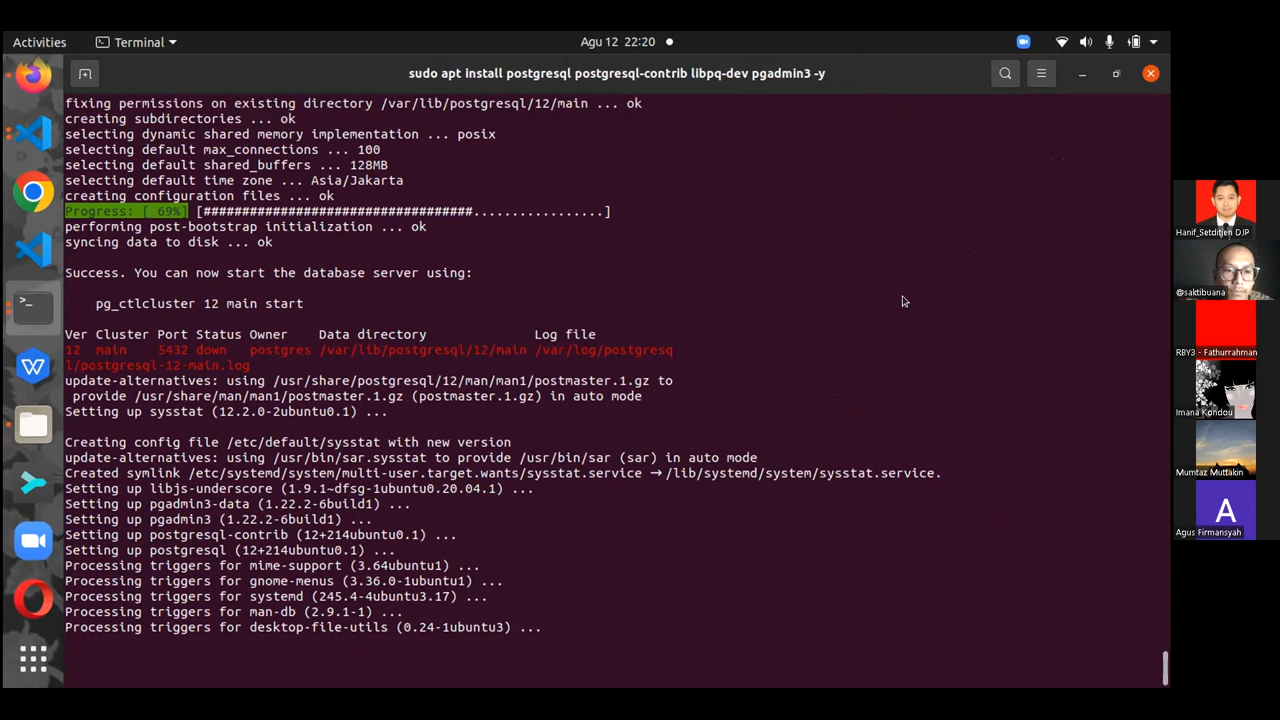 Activities
Terminal
Agu 12 22:20
sudo apt install postgresql postgresql-contrib libpq-dev pgadmin3 -y
fixing permissions on existing directory /var/lib/postgresql/12/main ... ok
creating subdirectories ... ok
selecting dynamic shared memory implementation ... posix
selecting default max_connections ... 100
selecting default shared_buffers ... 128MB
selecting default time zone ... Asia/Jakarta
creating configuration files ... ok
Progress: [ 69%] [###################################.................]
performing post-bootstrap initialization ... ok
syncing data to disk ... ok
Success. You can now start the database server using:
pg_ctlcluster 12 main start
Ver Cluster Port Status Owner Data directory Log file
12 main 5432 down postgres /var/lib/postgresql/12/main /var/log/postgresq
l/postgresql-12-main.log
update-alternatives: using /usr/share/postgresql/12/man/man1/postmaster.1.gz to
provide /usr/share/man/man1/postmaster.1.gz (postmaster.1.gz) in auto mode
Setting up sysstat (12.2.0-2ubuntu0.1) ...
Creating config file /etc/default/sysstat with new version
update-alternatives: using /usr/bin/sar.sysstat to provide /usr/bin/sar (sar) in auto mode
Created symlink /etc/systemd/system/multi-user.target.wants/sysstat.service → /lib/systemd/system/sysstat.service.
Setting up libjs-underscore (1.9.1~dfsg-1ubuntu0.20.04.1) ...
Setting up pgadmin3-data (1.22.2-6build1) ...
Setting up pgadmin3 (1.22.2-6build1) ...
Setting up postgresql-contrib (12+214ubuntu0.1) ...
Setting up postgresql (12+214ubuntu0.1) ...
Processing triggers for mime-support (3.64ubuntu1) ...
Processing triggers for gnome-menus (3.36.0-1ubuntu1) ...
Processing triggers for systemd (245.4-4ubuntu3.17) ...
Processing triggers for man-db (2.9.1-1) ...
Processing triggers for desktop-file-utils (0.24-1ubuntu3) ...
Hanif_Setditjen DJP
@saktibuana
RBY3 - Fathurrahman
Imana Kondou
Mumtaz Muttakin
A
Agus Firmansyah